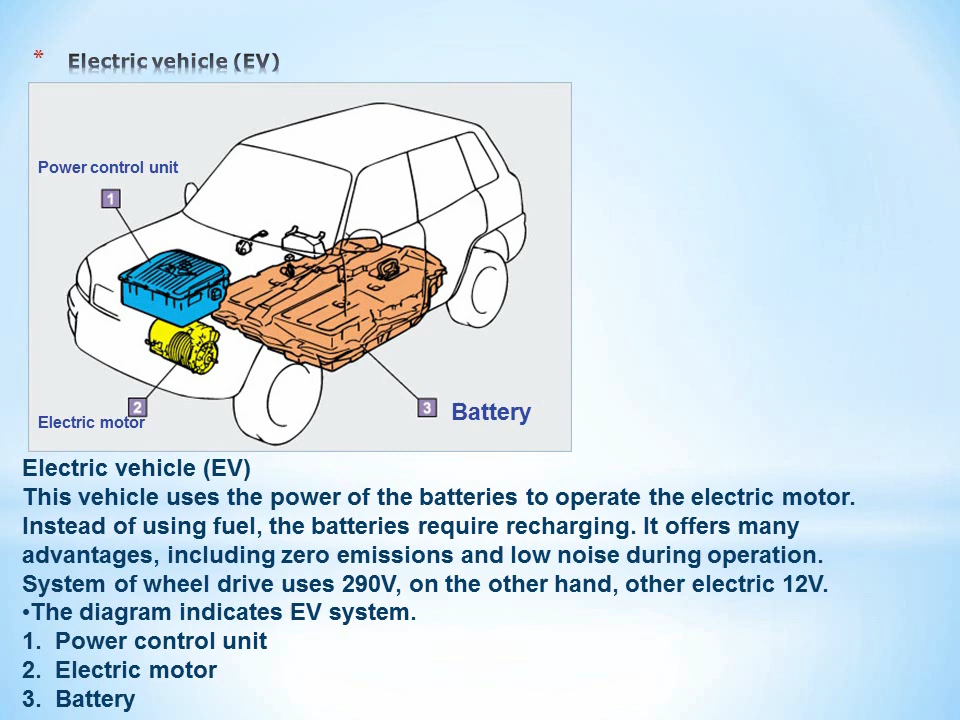 * Electric vehicle (EV)
Power control unit
1
2
Electric motor
3 Battery
Electric vehicle (EV)
This vehicle uses the power of the batteries to operate the electric motor.
Instead of using fuel, the batteries require recharging. It offers many
advantages, including zero emissions and low noise during operation.
System of wheel drive uses 290V, on the other hand, other electric 12V.
•The diagram indicates EV system.
1. Power control unit
2. Electric motor
3. Battery